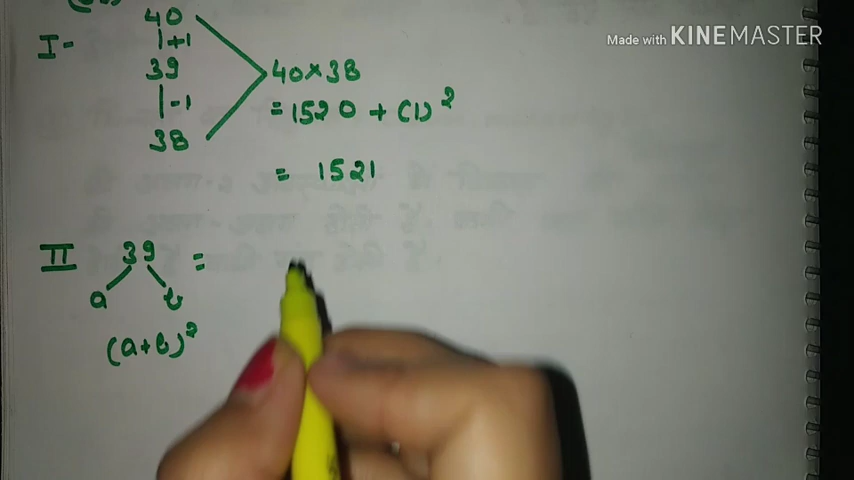 Made with KINEMASTER
40
I- |+1
39
|-1
38
40×38
= 1520 + (1)²
= 1521
II 39 =
a b
(a+b)²